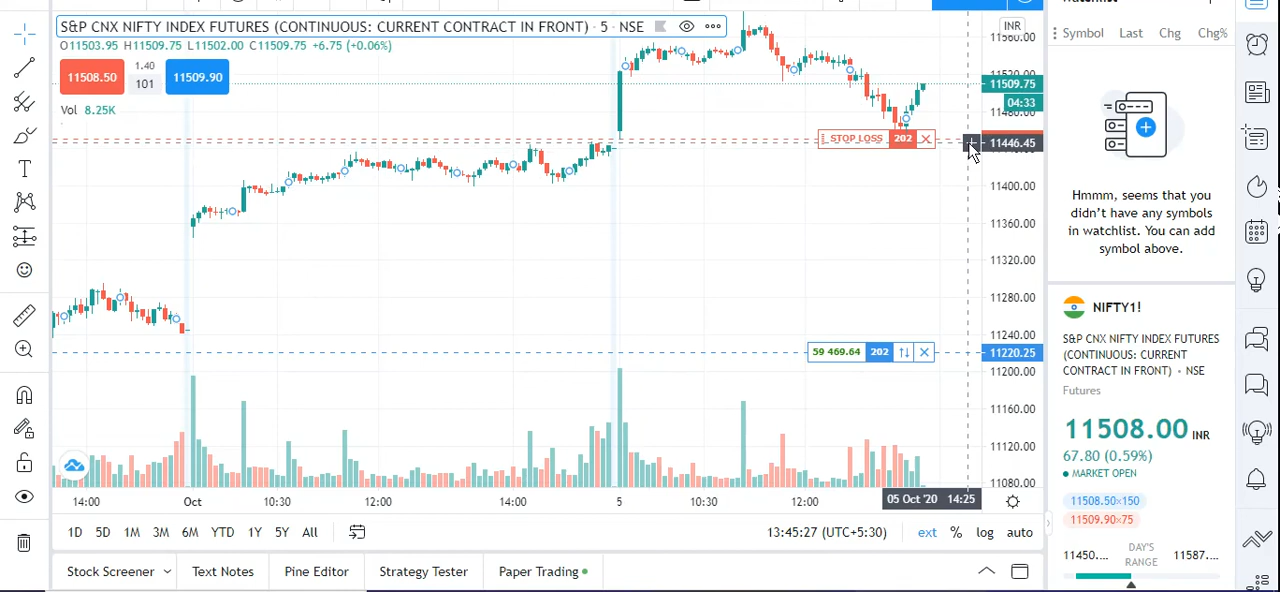 S&P CNX NIFTY INDEX FUTURES (CONTINUOUS: CURRENT CONTRACT IN FRONT) · 5 · NSE
O11503.95 H11509.75 L11502.00 C11509.75 +6.75 (+0.06%)
11508.50
1.40
101
11509.90
Vol 8.25K
STOP LOSS 202
59 469.64 202
INR
11560.00
11520.00
11509.75
04:33
11480.00
11446.45
11400.00
11360.00
11320.00
11280.00
11240.00
11220.25
11200.00
11160.00
11120.00
11080.00
14:00 Oct 10:30 12:00 14:00 5 10:30 12:00 05 Oct '20 14:25
1D 5D 1M 3M 6M YTD 1Y 5Y All 13:45:27 (UTC+5:30) ext % log auto
Stock Screener Text Notes Pine Editor Strategy Tester Paper Trading
Symbol Last Chg Chg%
Hmmm, seems that you
didn't have any symbols
in watchlist. You can add
symbol above.
NIFTY1!
S&P CNX NIFTY INDEX FUTURES
(CONTINUOUS: CURRENT
CONTRACT IN FRONT) • NSE
Futures
11508.00 INR
67.80 (0.59%)
MARKET OPEN
11508.50×150
11509.90×75
11450.... DAY'S RANGE 11587....